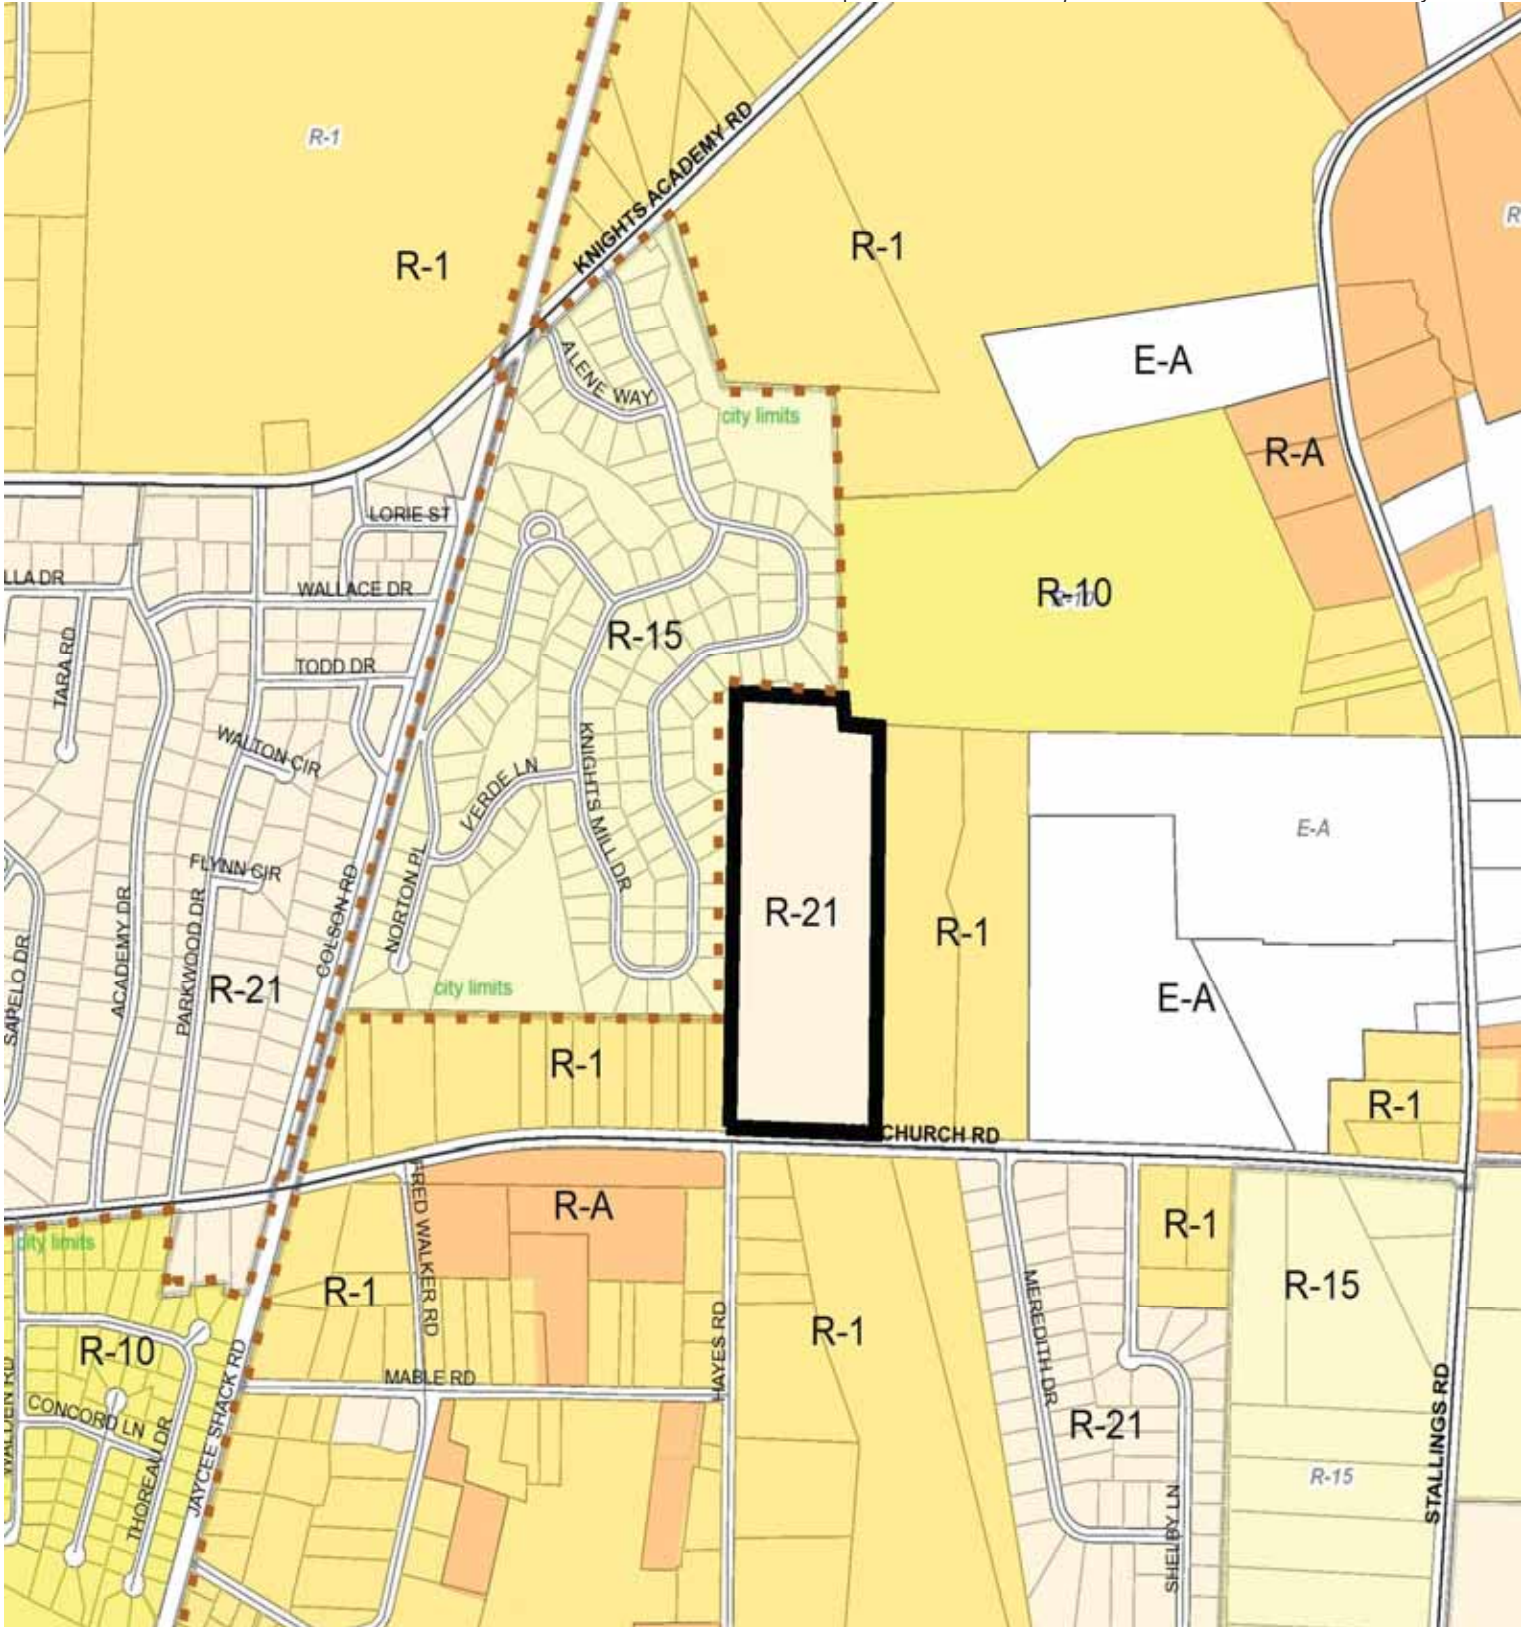 R-1
KNIGHTS ACADEMY RD
R-1
R-1
E-A
ALENE WAY
city limits
R-A
LORIE ST
LLA DR
WALLACE DR
R-10
R-15
TARA RD
TODD DR
WALTON CIR
KNIGHTS MILL DR
VERDE LN
E-A
FLYNN CIR
NORTON PL
R-21
COLSON RD
ACADEMY DR
PARKWOOD DR
SAPELO DR
R-21
R-1
city limits
E-A
R-1
R-1
CHURCH RD
FRED WALKER RD
R-A
R-1
city limits
R-1
R-15
MEREDITH DR
R-1
R-10
HAYES RD
MABLE RD
WALDEN RD
CONCORD LN
THOREAU DR
JAYCEE SHACK RD
R-21
STALLINGS RD
R-15
SHELBY LN